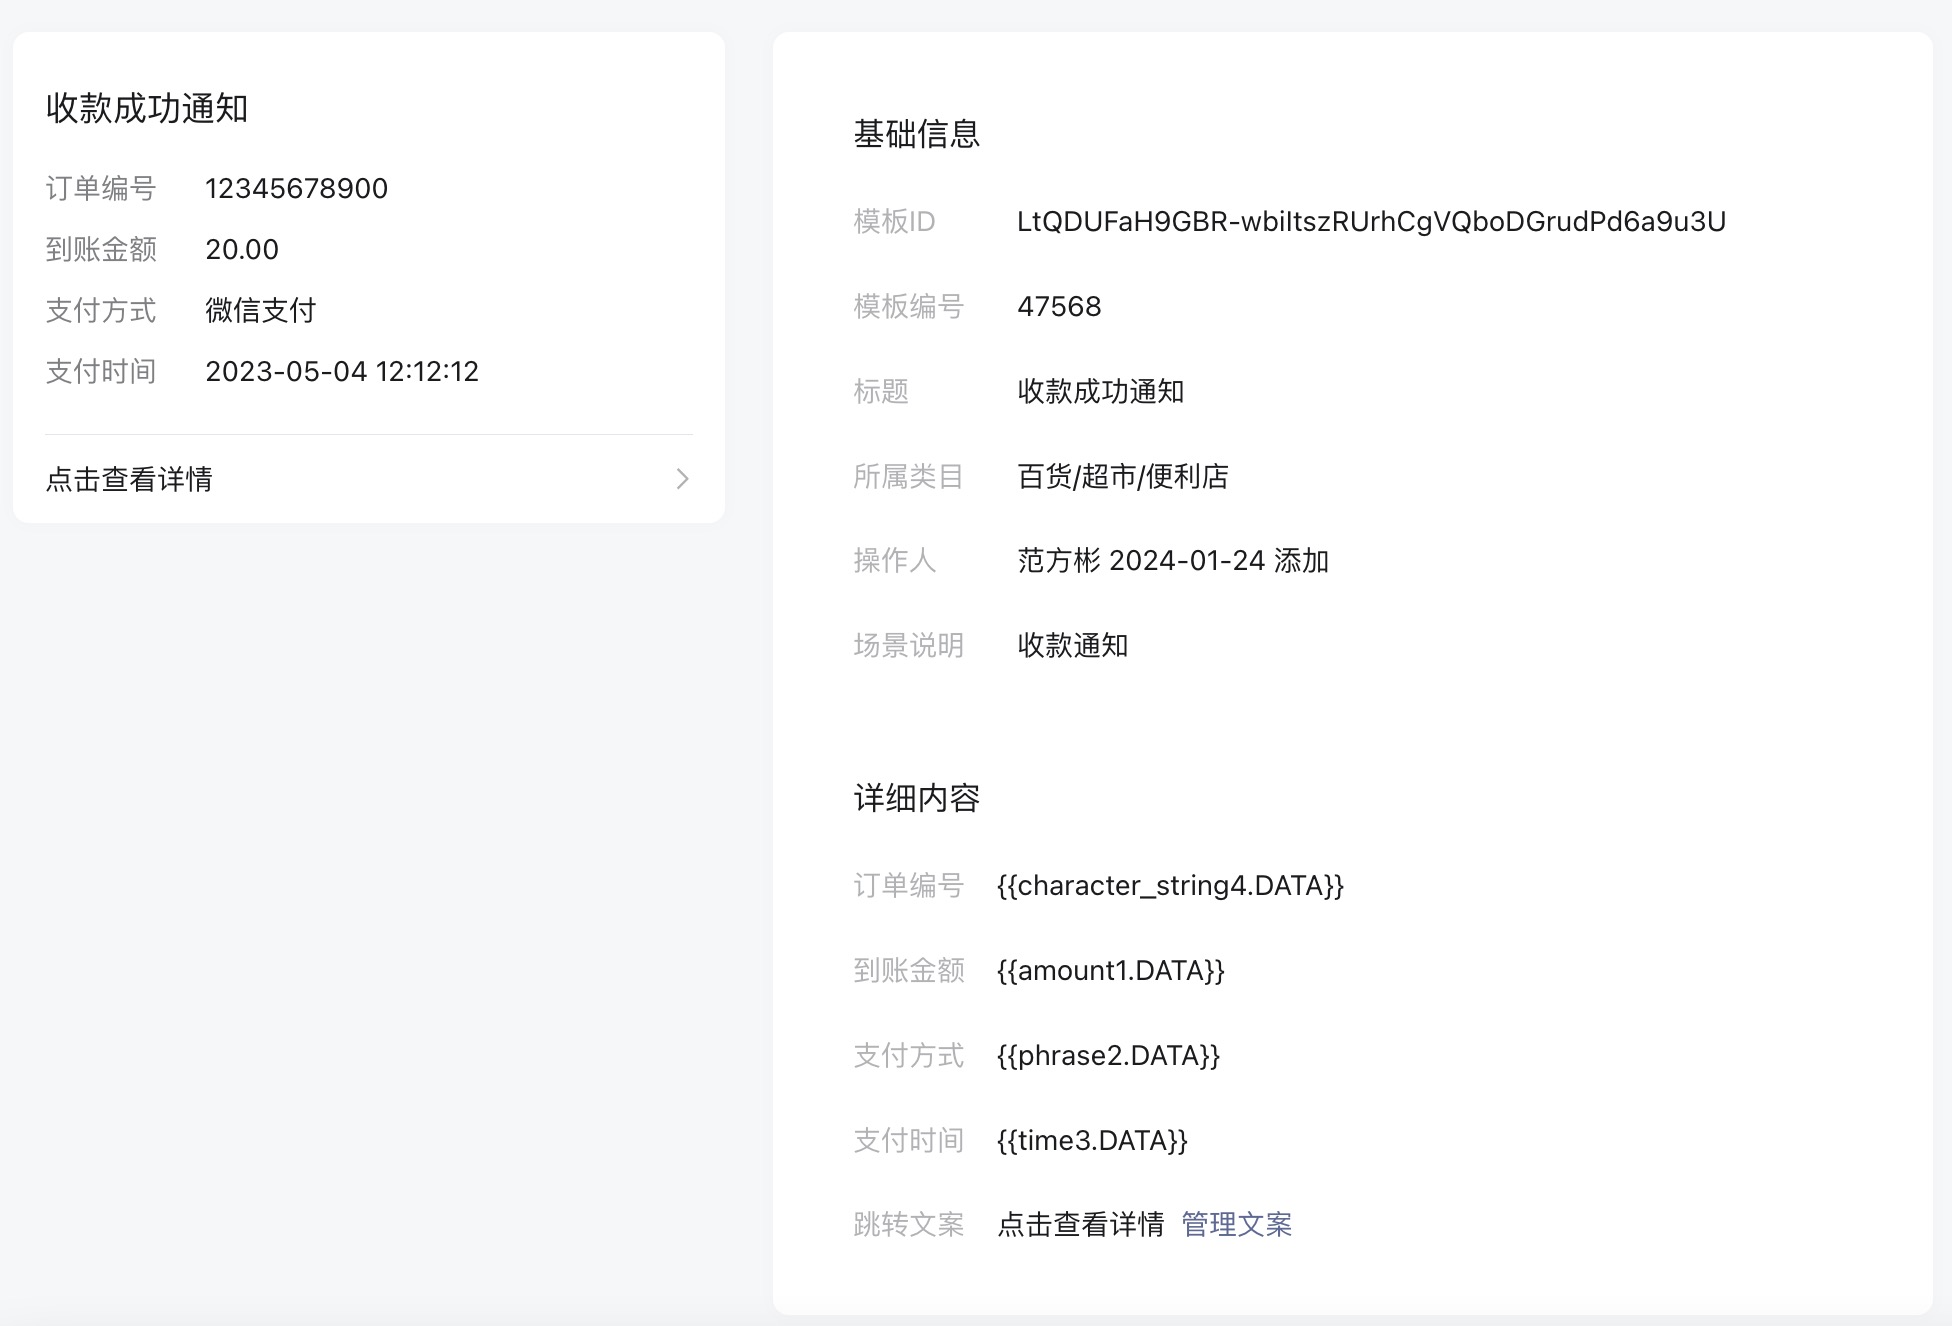 收款成功通知
订单编号 12345678900
到账金额 20.00
支付方式 微信支付
支付时间 2023-05-04 12:12:12
点击查看详情
基础信息
模板ID LtQDUFaH9GBR-wbiItszRUrhCgVQboDGrudPd6a9u3U
模板编号 47568
标题 收款成功通知
所属类目 百货/超市/便利店
操作人 范方彬 2024-01-24 添加
场景说明 收款通知
详细内容
订单编号 {{character_string4.DATA}}
到账金额 {{amount1.DATA}}
支付方式 {{phrase2.DATA}}
支付时间 {{time3.DATA}}
跳转文案 点击查看详情 管理文案